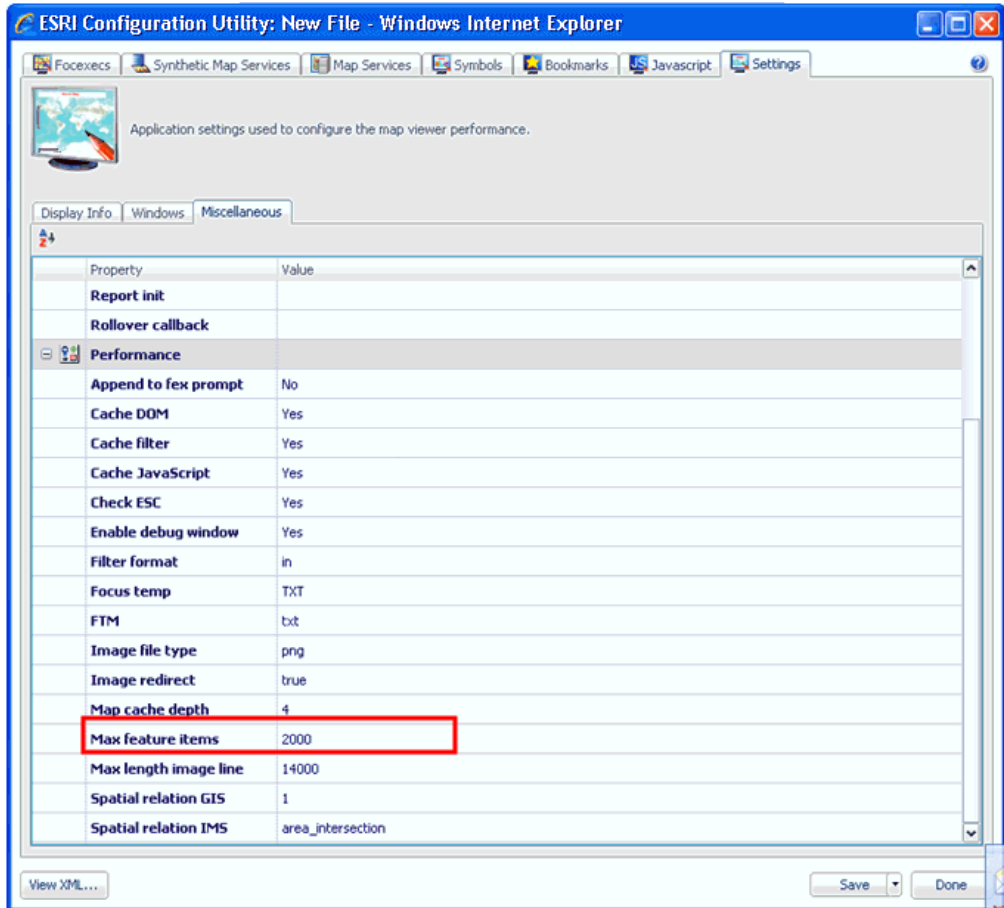 ESRI Configuration Utility: New File - Windows Internet Explorer
Focexecs Synthetic Map Services Map Services Symbols Bookmarks Javascript Settings
Application settings used to configure the map viewer performance.
Display Info Windows Miscellaneous
Property Value
Report init
Rollover callback
Performance
Append to fex prompt No
Cache DOM Yes
Cache filter Yes
Cache JavaScript Yes
Check ESC Yes
Enable debug window Yes
Filter format in
Focus temp TXT
FTM txt
Image file type png
Image redirect true
Map cache depth 4
Max feature items 2000
Max length image line 14000
Spatial relation GIS 1
Spatial relation IMS area_intersection
View XML... Save Done